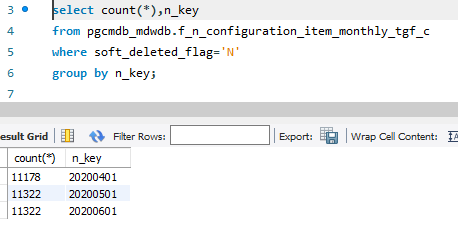 3 select count(*),n_key
4 from pgcmdb_mdwdb.f_n_configuration_item_monthly_tgf_c
5 where soft_deleted_flag='N'
6 group by n_key;
7
esult Grid Filter Rows: Export: Wrap Cell Content:
count(*) n_key
11178 20200401
11322 20200501
11322 20200601